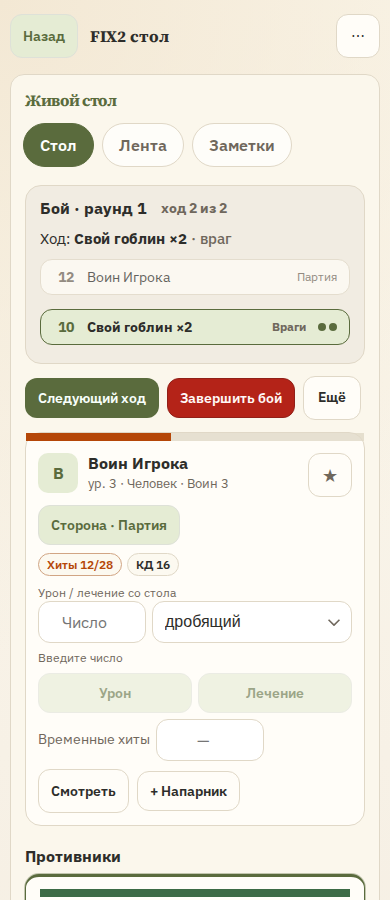 Назад
FIX2 стол
...
Живой стол
Стол
Лента
Заметки
Бой · раунд 1 ход 2 из 2
Ход: Свой гоблин ×2 · враг
12 Воин Игрока Партия
10 Свой гоблин ×2 Враги
Следующий ход
Завершить бой
Ещё
В
Воин Игрока
ур. 3 · Человек · Воин 3
★
Сторона · Партия
Хиты 12/28
КД 16
Урон / лечение со стола
Число
дробящий
Введите число
Урон
Лечение
Временные хиты —
Смотреть
+ Напарник
Противники